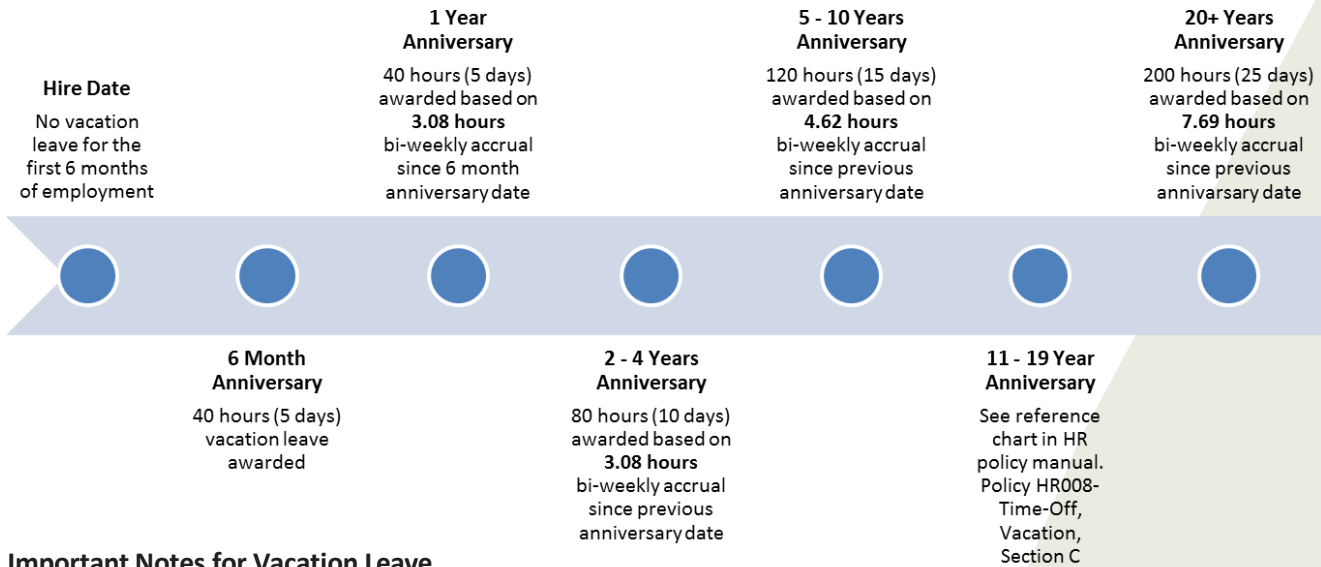 Hire Date
No vacation
leave for the
first 6 months
of employment
6 Month
Anniversary
40 hours (5 days)
vacation leave
awarded
1 Year
Anniversary
40 hours (5 days)
awarded based on
3.08 hours
bi-weekly accrual
since 6 month
anniversary date
2 - 4 Years
Anniversary
80 hours (10 days)
awarded based on
3.08 hours
bi-weekly accrual
since previous
anniversary date
5 - 10 Years
Anniversary
120 hours (15 days)
awarded based on
4.62 hours
bi-weekly accrual
since previous
anniversary date
11 - 19 Year
Anniversary
See reference
chart in HR
policy manual.
Policy HR008-
Time-Off,
Vacation,
Section C
20+ Years
Anniversary
200 hours (25 days)
awarded based on
7.69 hours
bi-weekly accrual
since previous
annivarsary date
Important Notes for Vacation Leave